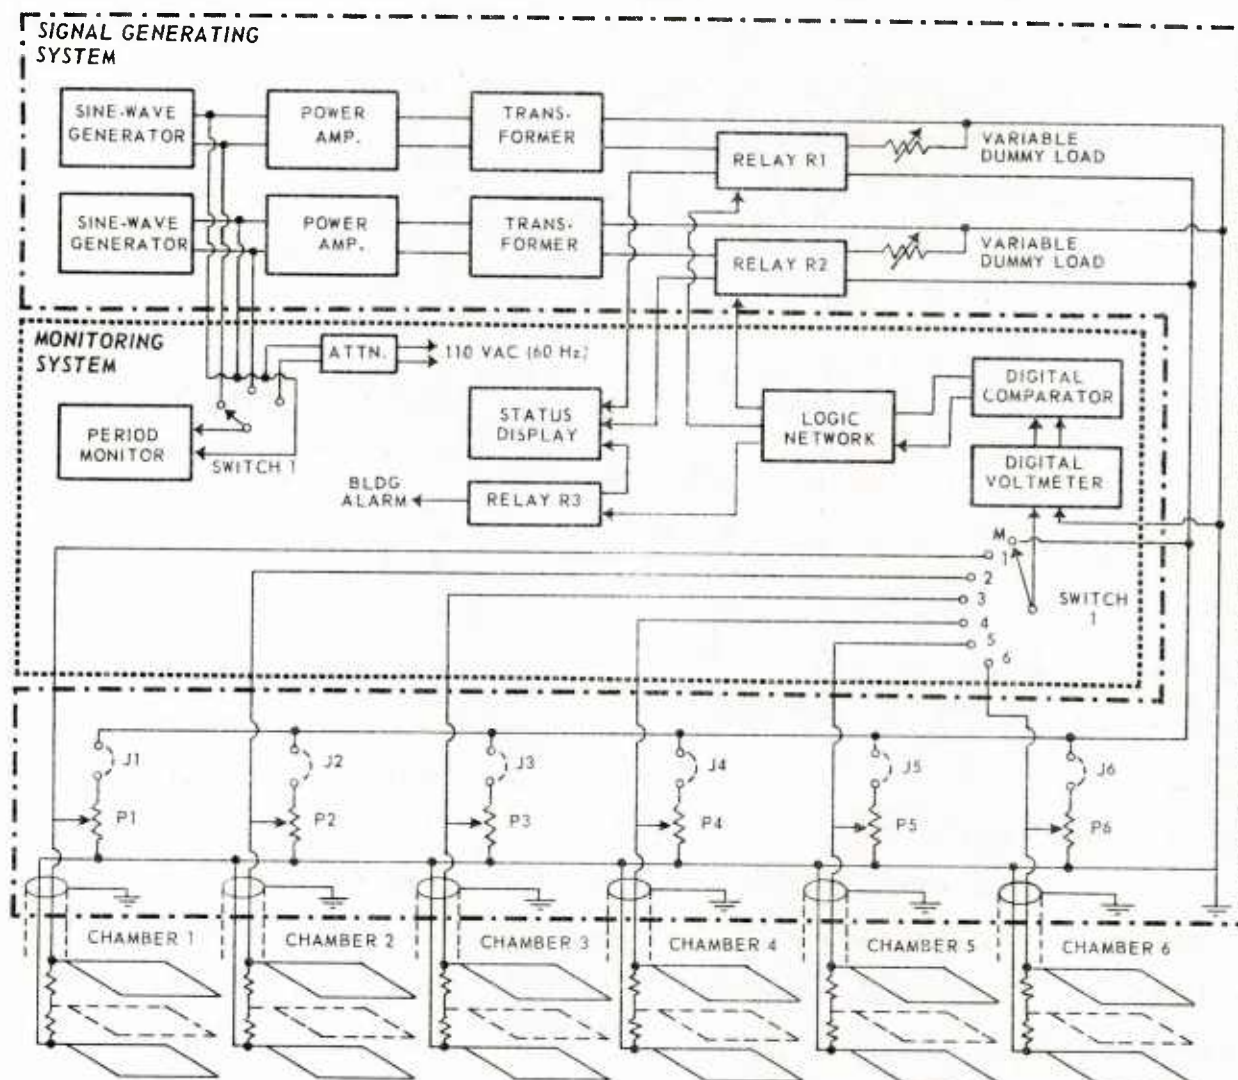 SIGNAL GENERATING
SYSTEM
SINE-WAVE
GENERATOR
POWER
AMP.
TRANS-
FORMER
RELAY R1
VARIABLE
DUMMY LOAD
SINE-WAVE
GENERATOR
POWER
AMP.
TRANS-
FORMER
RELAY R2
VARIABLE
DUMMY LOAD
MONITORING
SYSTEM
ATTN.
110 VAC (60 Hz)
PERIOD
MONITOR
SWITCH 1
STATUS
DISPLAY
LOGIC
NETWORK
DIGITAL
COMPARATOR
DIGITAL
VOLTMETER
BLDG
ALARM
RELAY R3
M
1
2
3
4
5
6
SWITCH
1
J1
J2
J3
J4
J5
J6
P1
P2
P3
P4
P5
P6
CHAMBER 1
CHAMBER 2
CHAMBER 3
CHAMBER 4
CHAMBER 5
CHAMBER 6